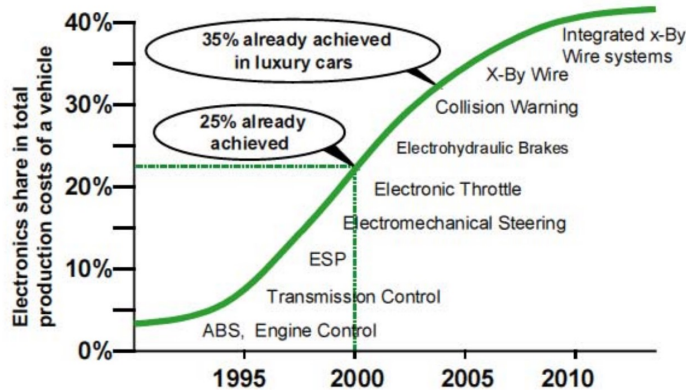 Electronics share in total
production costs of a vehicle
40%
30%
20%
10%
0%
35% already achieved
in luxury cars
25% already
achieved
Integrated x-By
Wire systems
X-By Wire
Collision Warning
Electrohydraulic Brakes
Electronic Throttle
Electromechanical Steering
ESP
Transmission Control
ABS, Engine Control
1995
2000
2005
2010